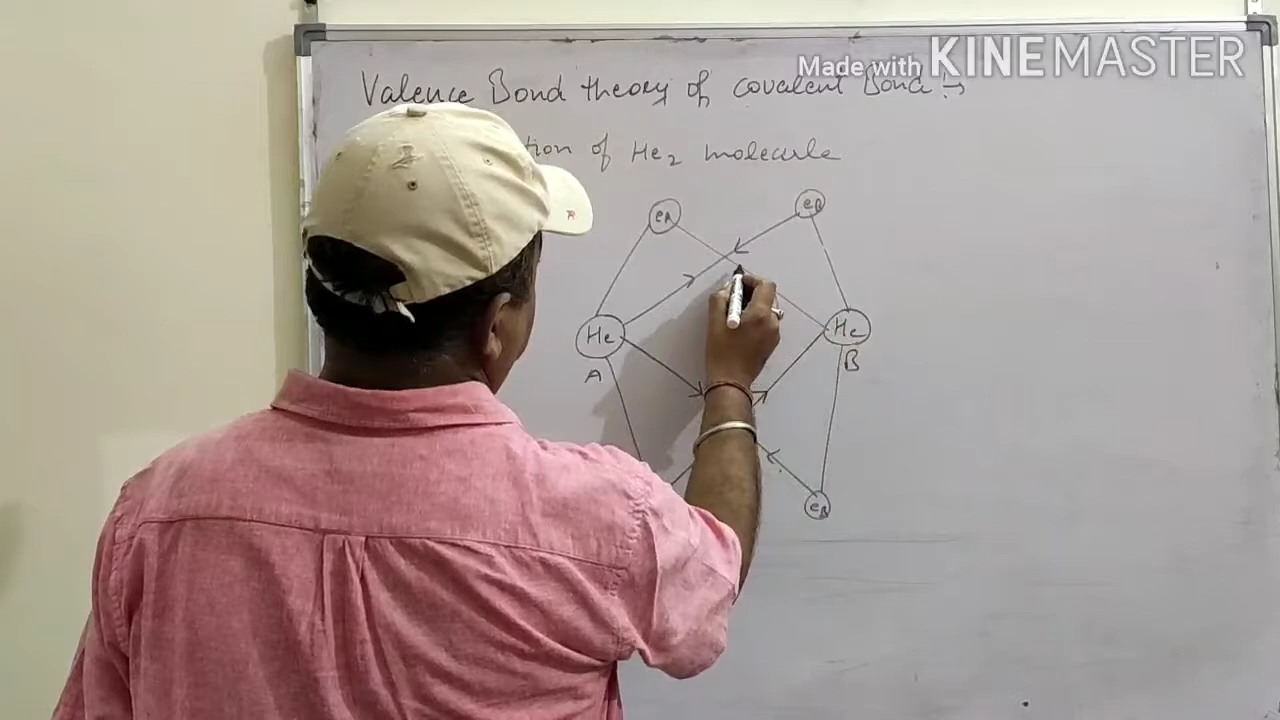 Made with KINEMASTER
Valence Bond theory of covalent Bond :→
tion of He2 molecule
eA eB
He He
A B
eB